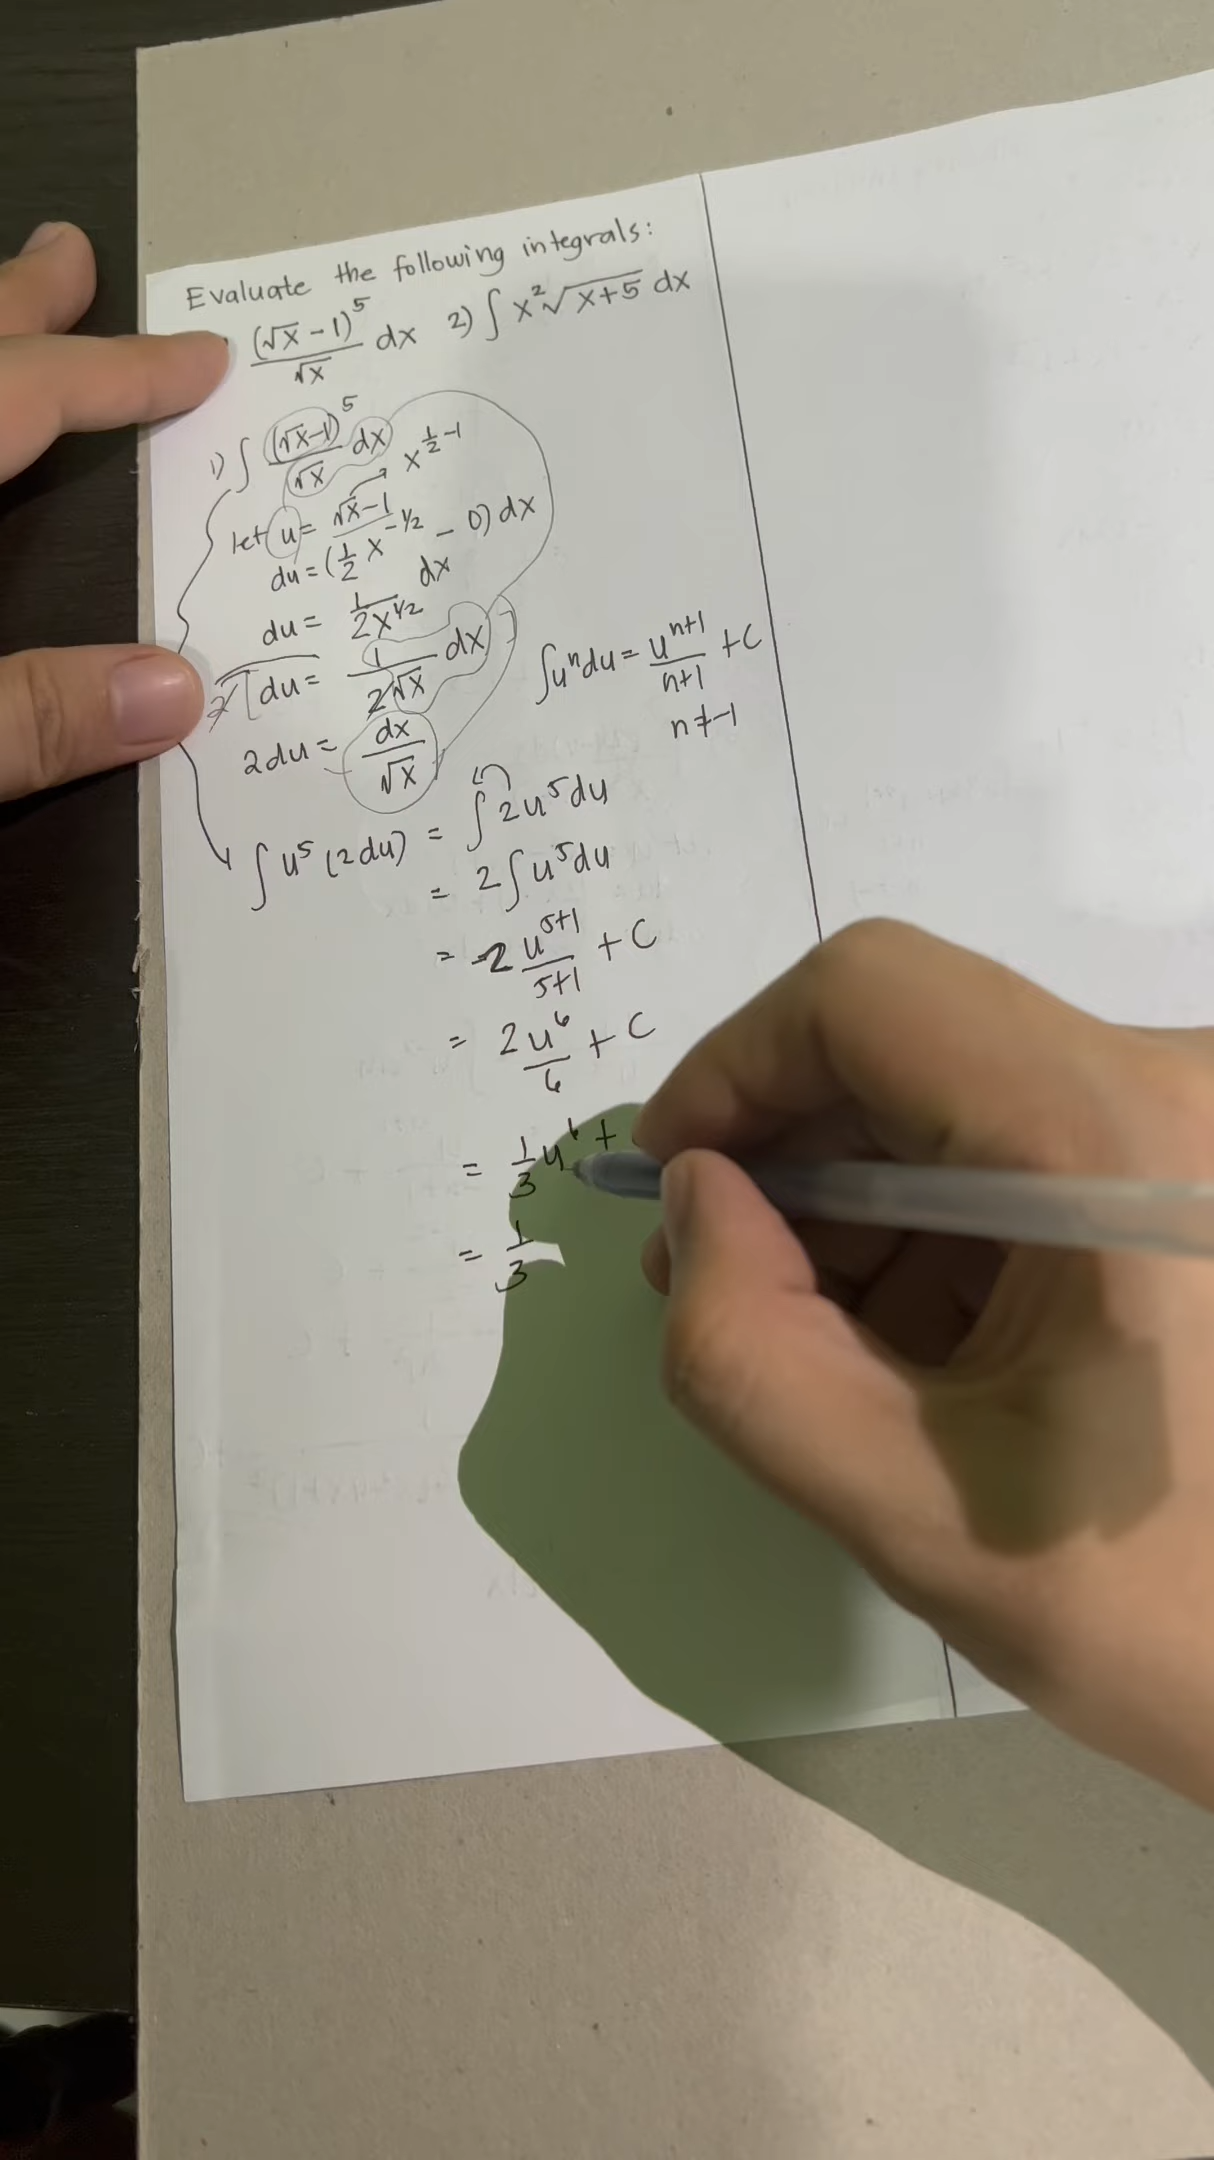 Evaluate the following integrals:
(√x - 1)^5 / √x dx 2) ∫ x²√x+5 dx
1) ∫ (√x-1)^5 / √x dx
let u = √x-1 → x^(1/2 -1)
du = (1/2 x^(-1/2) - 0) dx
du = 1 / 2x^(1/2) dx
2 [du = 1 / 2√x dx
∫u^n du = u^(n+1) / n+1 + C
n ≠ -1
2du = dx / √x
∫ u^5 (2du) = ∫ 2u^5 du
= 2 ∫ u^5 du
= 2 u^(5+1) / 5+1 + C
= 2u^6 / 6 + C
= 1/3 u^6 +
= 1/3